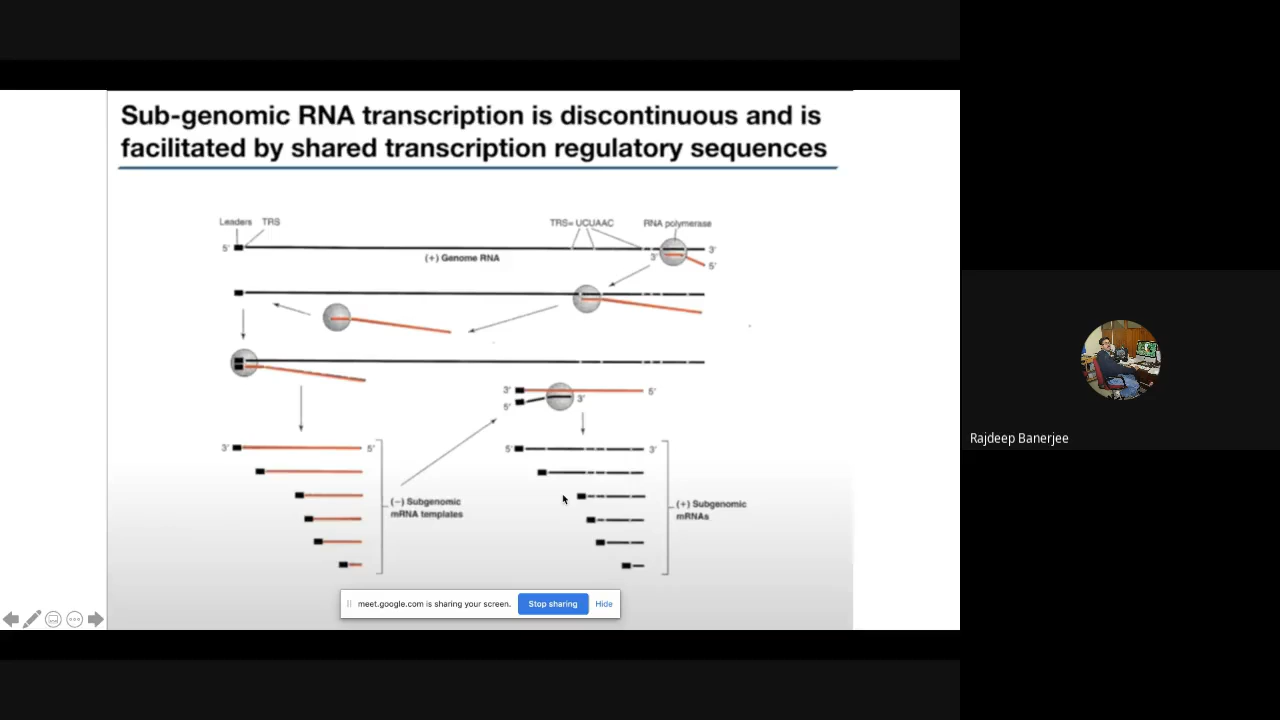 Sub-genomic RNA transcription is discontinuous and is
facilitated by shared transcription regulatory sequences
Leaders TRS
TRS= UCUAAC
RNA polymerase
5'
3'
(+) Genome RNA
3'
5'
3'
5'
5'
3'
3'
5'
5'
3'
(−) Subgenomic
mRNA templates
(+) Subgenomic
mRNAs
meet.google.com is sharing your screen.
Stop sharing
Hide
Rajdeep Banerjee